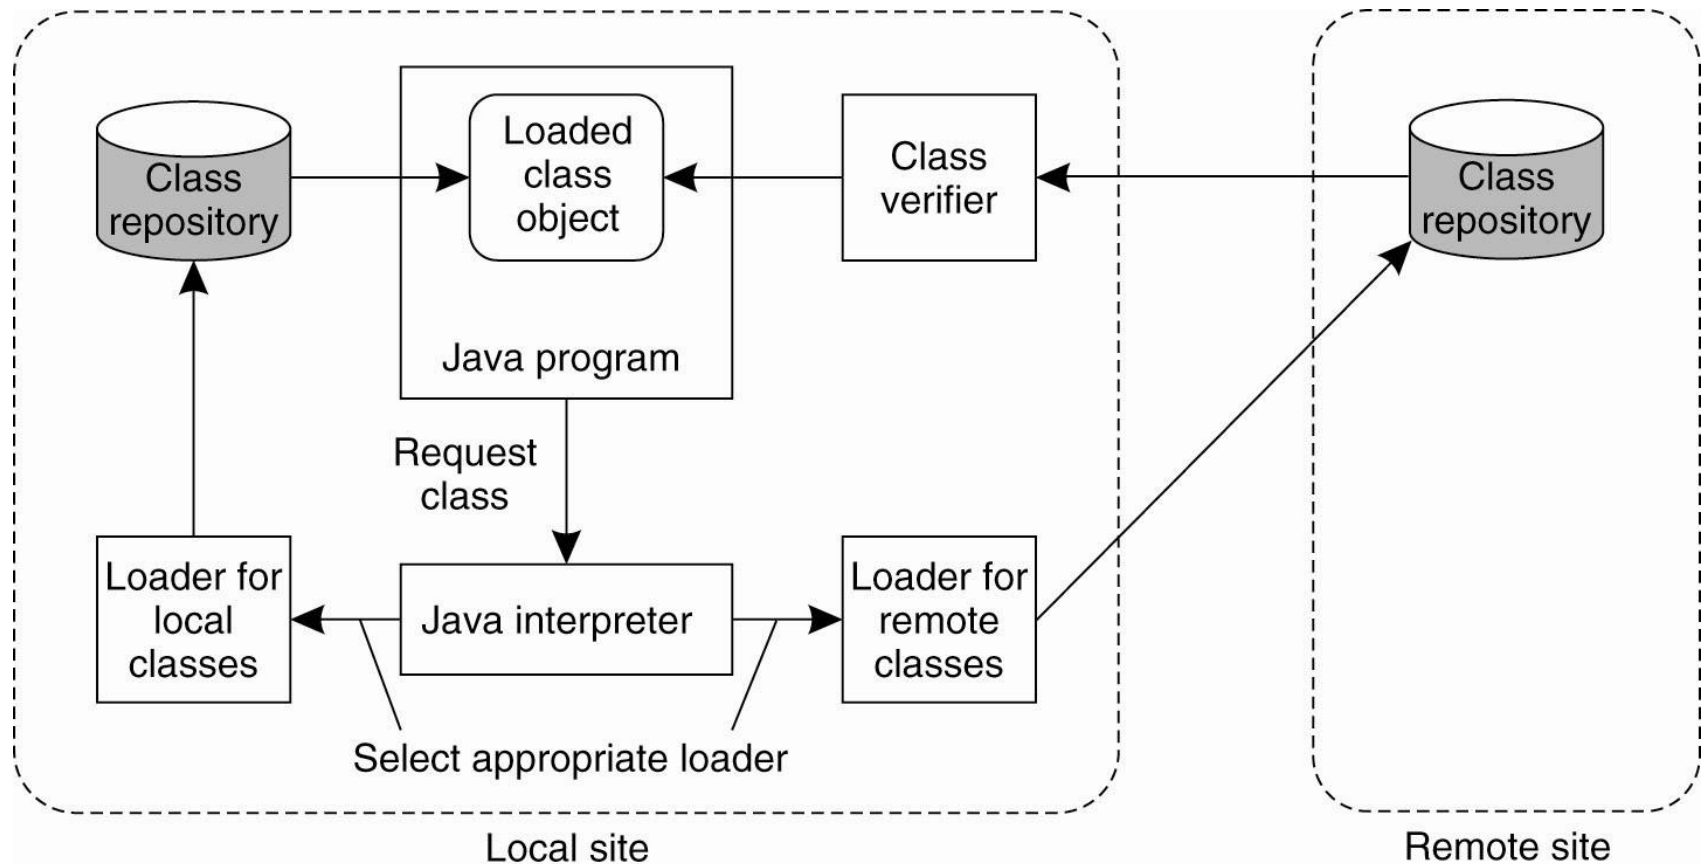 Class
repository
Loaded
class
object
Java program
Class
verifier
Class
repository
Request
class
Loader for
local
classes
Java interpreter
Loader for
remote
classes
Select appropriate loader
Local site
Remote site